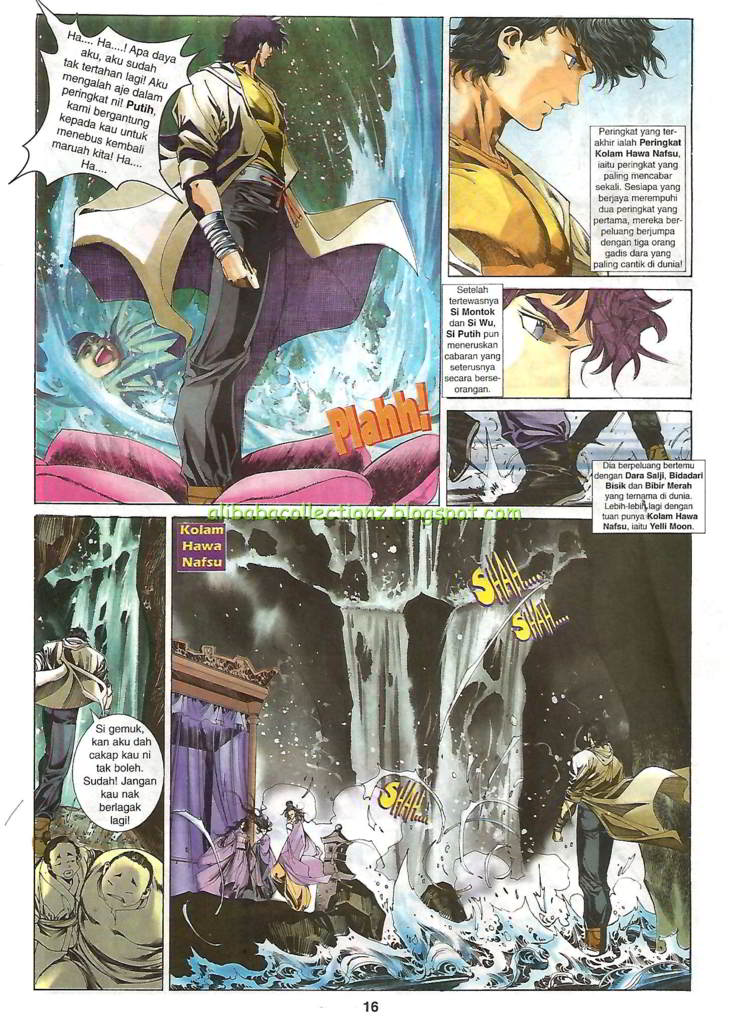 Ha.... Ha....! Apa daya
aku, aku sudah
tak tertahan lagi! Aku
mengalah aje dalam
peringkat ni! Putih,
kami bergantung
kepada kau untuk
menebus kembali
maruah kita! Ha....
Ha....
Peringkat yang ter-
akhir ialah Peringkat
Kolam Hawa Nafsu,
iaitu peringkat yang
paling mencabar
sekali. Sesiapa yang
berjaya merempuhi
dua peringkat yang
pertama, mereka ber-
peluang berjumpa
dengan tiga orang
gadis dara yang
paling cantik di dunia!
Setelah
tertewasnya
Si Montok
dan Si Wu,
Si Putih pun
meneruskan
cabaran yang
seterusnya
secara berse-
orangan.
Plahh!
Dia berpeluang bertemu
dengan Dara Salji, Bidadari
Bisik dan Bibir Merah
yang ternama di dunia.
Lebih-lebih lagi dengan
tuan punya Kolam Hawa
Nafsu, iaitu Yelli Moon.
alibabacollectionz.blogspot.com
Kolam
Hawa
Nafsu
SHAH....
SHAH....
Si gemuk,
kan aku dah
cakap kau ni
tak boleh.
Sudah! Jangan
kau nak
berlagak
lagi!
SHAH....
16